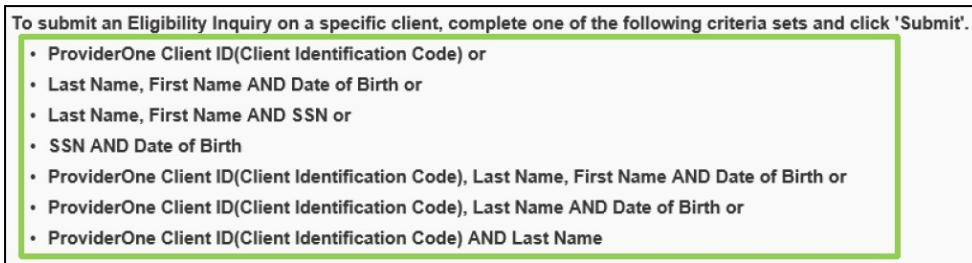 To submit an Eligibility Inquiry on a specific client, complete one of the following criteria sets and click 'Submit'.
• ProviderOne Client ID(Client Identification Code) or
• Last Name, First Name AND Date of Birth or
• Last Name, First Name AND SSN or
• SSN AND Date of Birth
• ProviderOne Client ID(Client Identification Code), Last Name, First Name AND Date of Birth or
• ProviderOne Client ID(Client Identification Code), Last Name AND Date of Birth or
• ProviderOne Client ID(Client Identification Code) AND Last Name